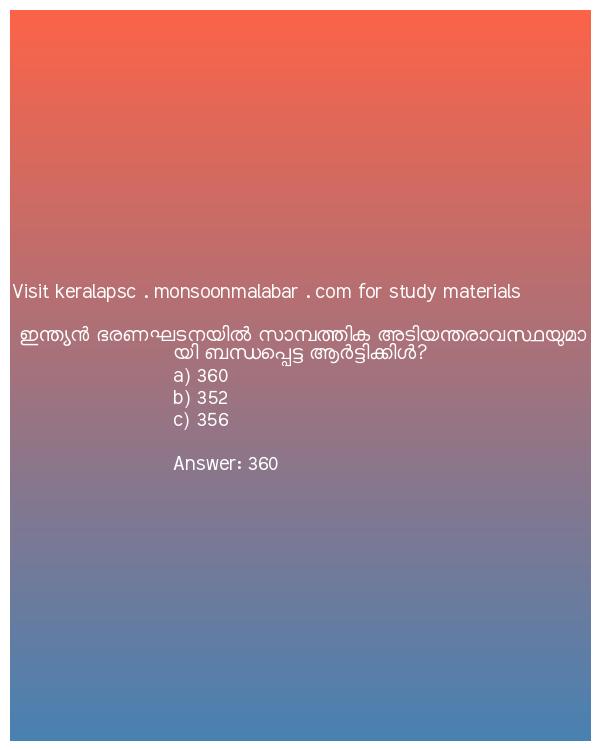 Visit keralapsc . monsoonmalabar . com for study materials
ഇന്ത്യൻ ഭരണഘടനയിൽ സാമ്പത്തിക അടിയന്തരാവസ്ഥയുമാ
യി ബന്ധപ്പെട്ട ആർട്ടിക്കിൾ?
a) 360
b) 352
c) 356
Answer: 360